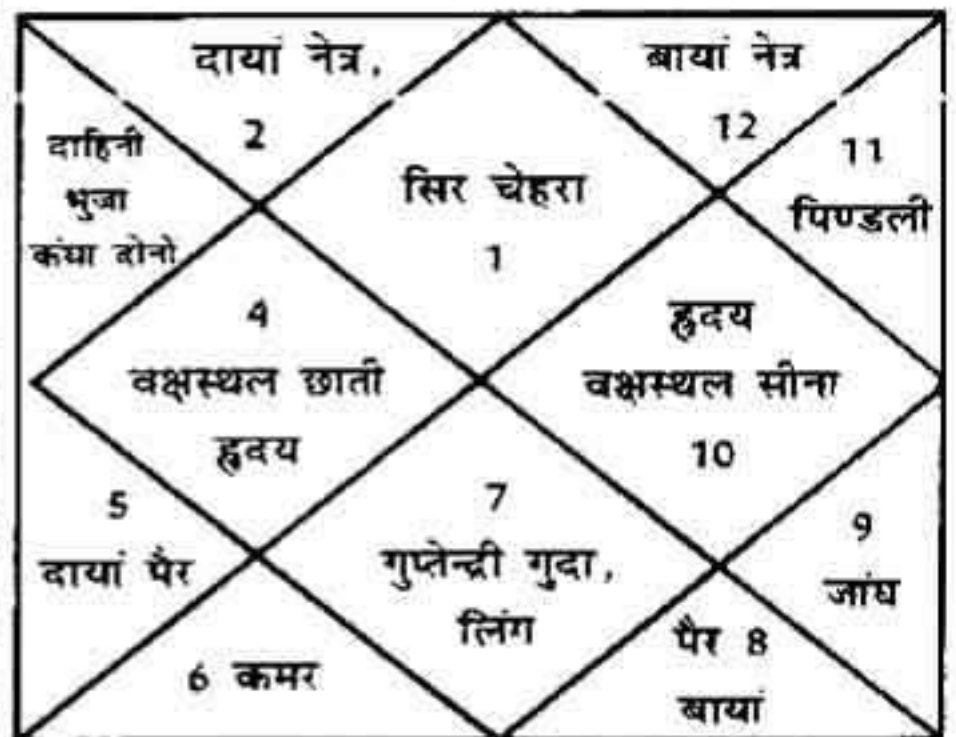 दायां नेत्र,
2
बायां नेत्र
12
दाहिनी
भुजा
कंधा दोनो
सिर चेहरा
1
11
पिण्डली
4
वक्षस्थल छाती
हृदय
हृदय
वक्षस्थल सीना
10
5
दायां पैर
7
गुप्तेन्द्री गुदा,
लिंग
9
जांघ
6 कमर
पैर 8
बायां